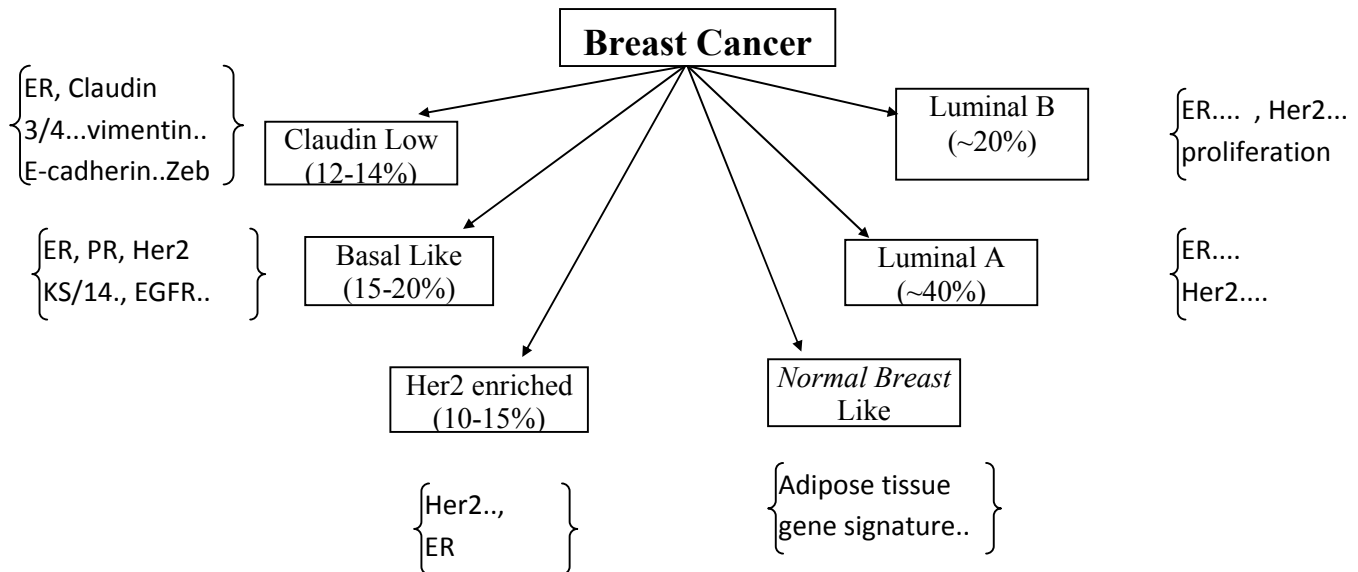 Breast Cancer
ER, Claudin
3/4...vimentin..
E-cadherin..Zeb
Claudin Low
(12-14%)
Luminal B
(~20%)
ER.... , Her2...
proliferation
ER, PR, Her2
KS/14., EGFR..
Basal Like
(15-20%)
Luminal A
(~40%)
ER....
Her2....
Her2 enriched
(10-15%)
Normal Breast
Like
Her2..,
ER
Adipose tissue
gene signature..